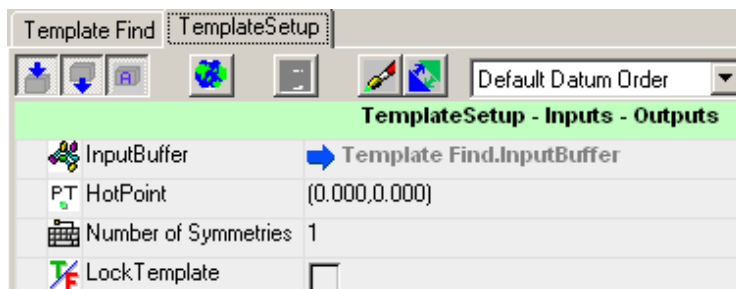 Template Find TemplateSetup
A Default Datum Order
TemplateSetup - Inputs - Outputs
InputBuffer Template Find.InputBuffer
PT HotPoint (0.000,0.000)
Number of Symmetries 1
T/F LockTemplate